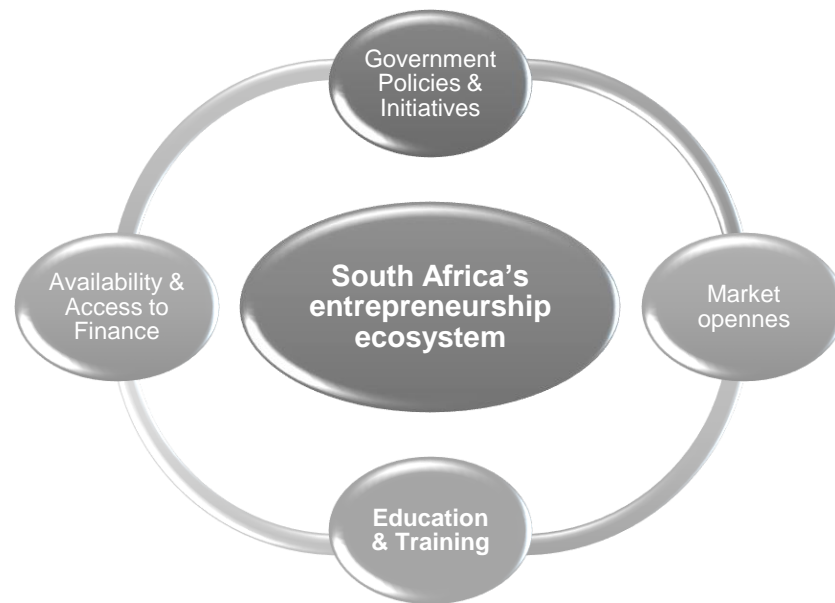 Government
Policies &
Initiatives
Availability &
Access to
Finance
South Africa’s
entrepreneurship
ecosystem
Market
opennes
Education
& Training